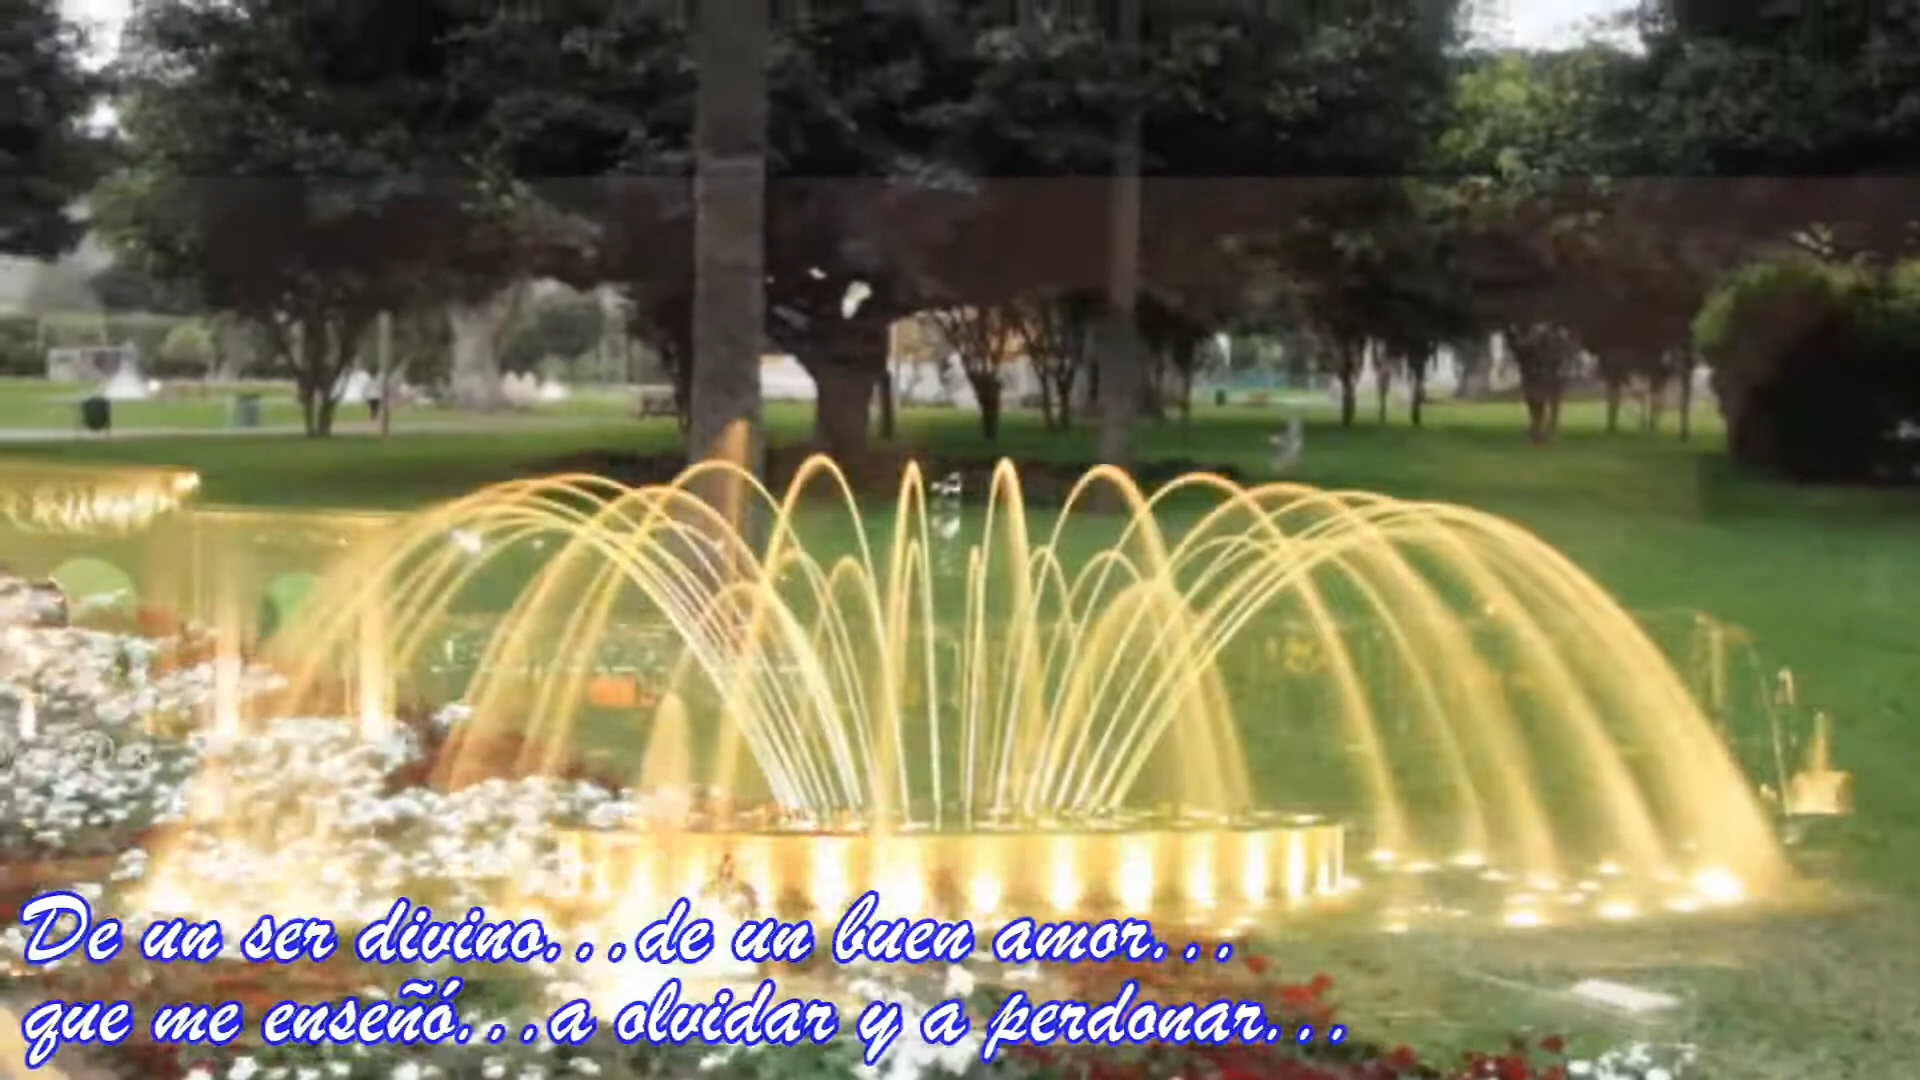 De un ser divino...de un buen amor...
que me enseñó...a olvidar y a perdonar...